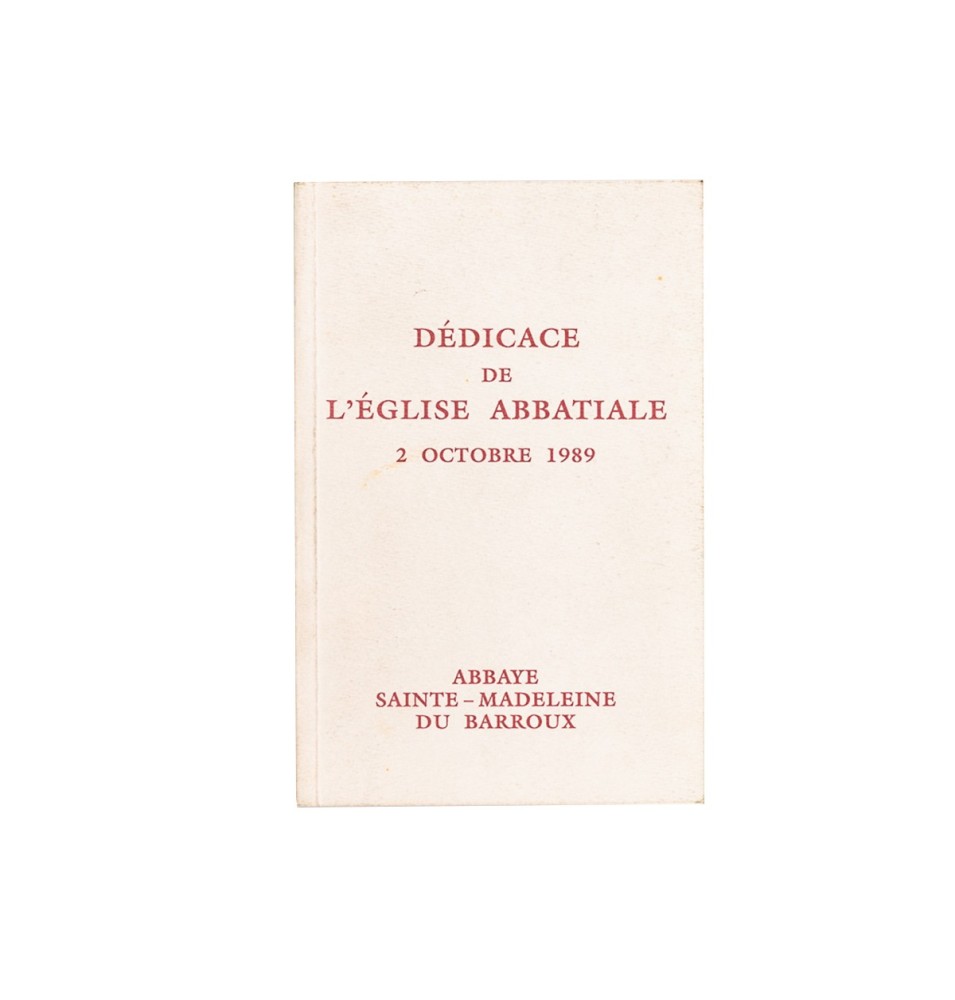 DÉDICACE
DE
L'ÉGLISE ABBATIALE
2 OCTOBRE 1989
ABBAYE
SAINTE-MADELEINE
DU BARROUX